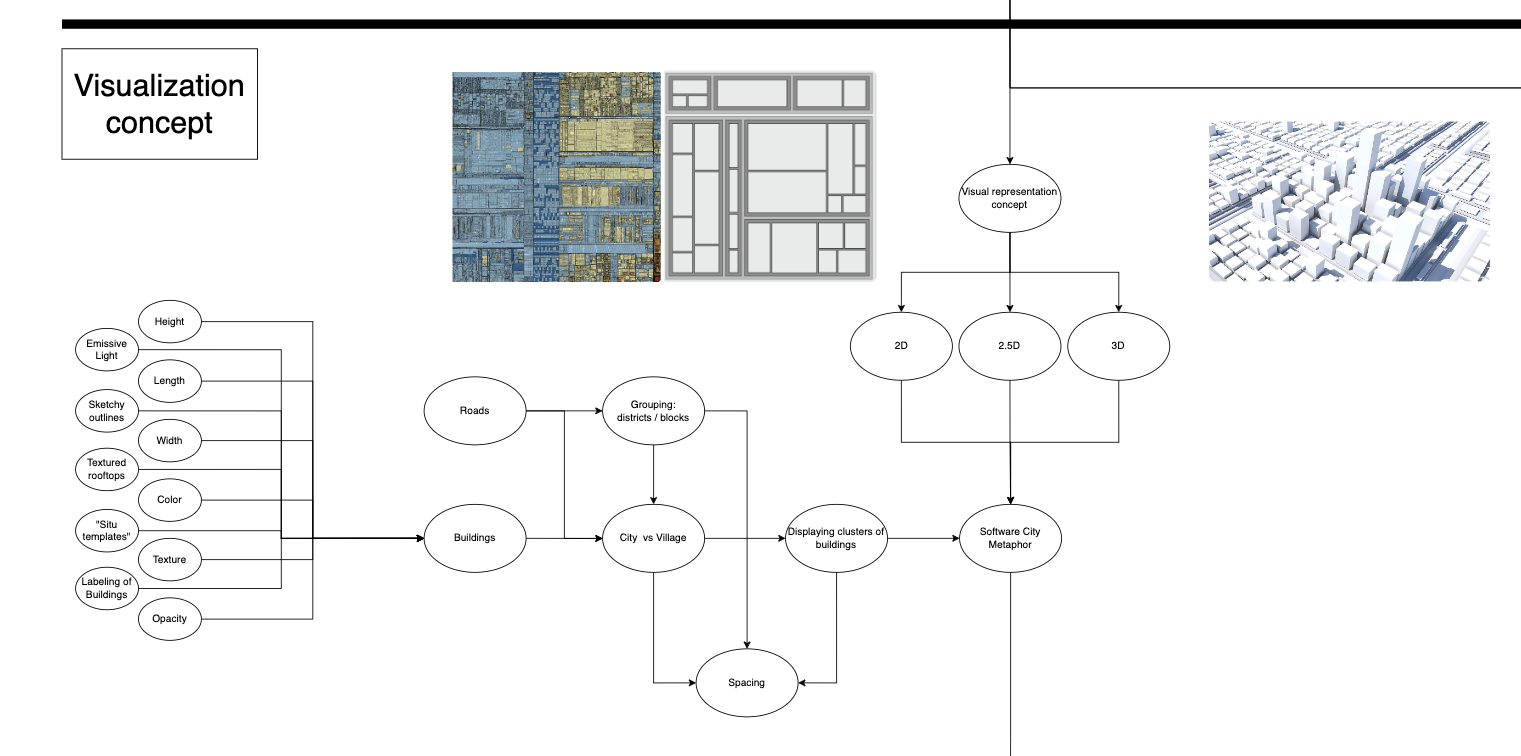 Visualization
concept
Visual representation
concept
2D
2.5D
3D
Height
Emissive
Light
Length
Sketchy
outlines
Width
Textured
rooftops
Color
"Situ
templates"
Texture
Labeling of
Buildings
Opacity
Roads
Grouping:
districts / blocks
Buildings
City vs Village
Displaying clusters of
buildings
Software City
Metaphor
Spacing